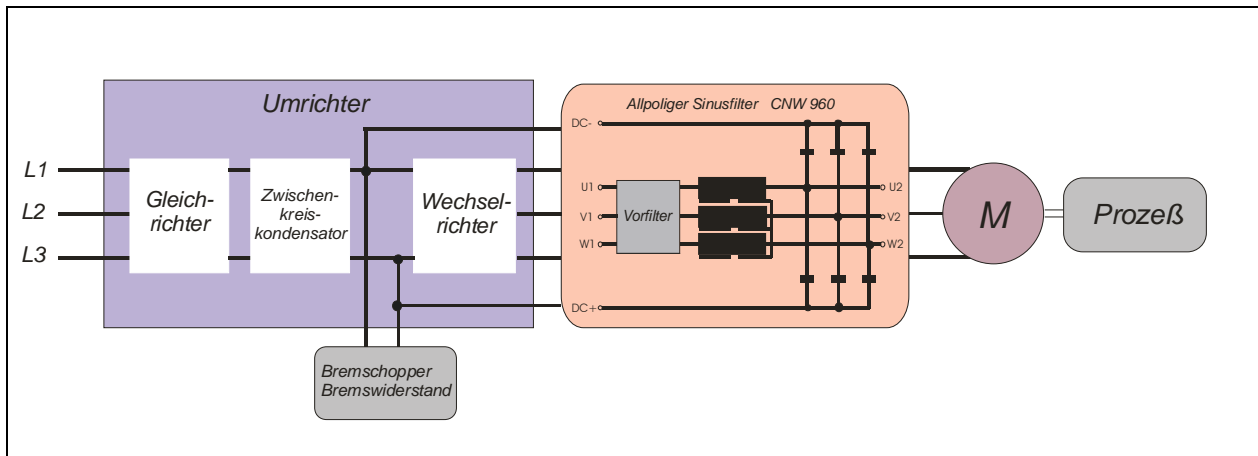 Umrichter
Allpoliger Sinusfilter CNW 960
L1
L2
L3
Gleich-
richter
Zwischen-
kreis-
kondensator
Wechsel-
richter
DC-
U1
V1
W1
DC+
Vorfilter
U2
V2
W2
M
Prozeß
Bremschopper
Bremswiderstand